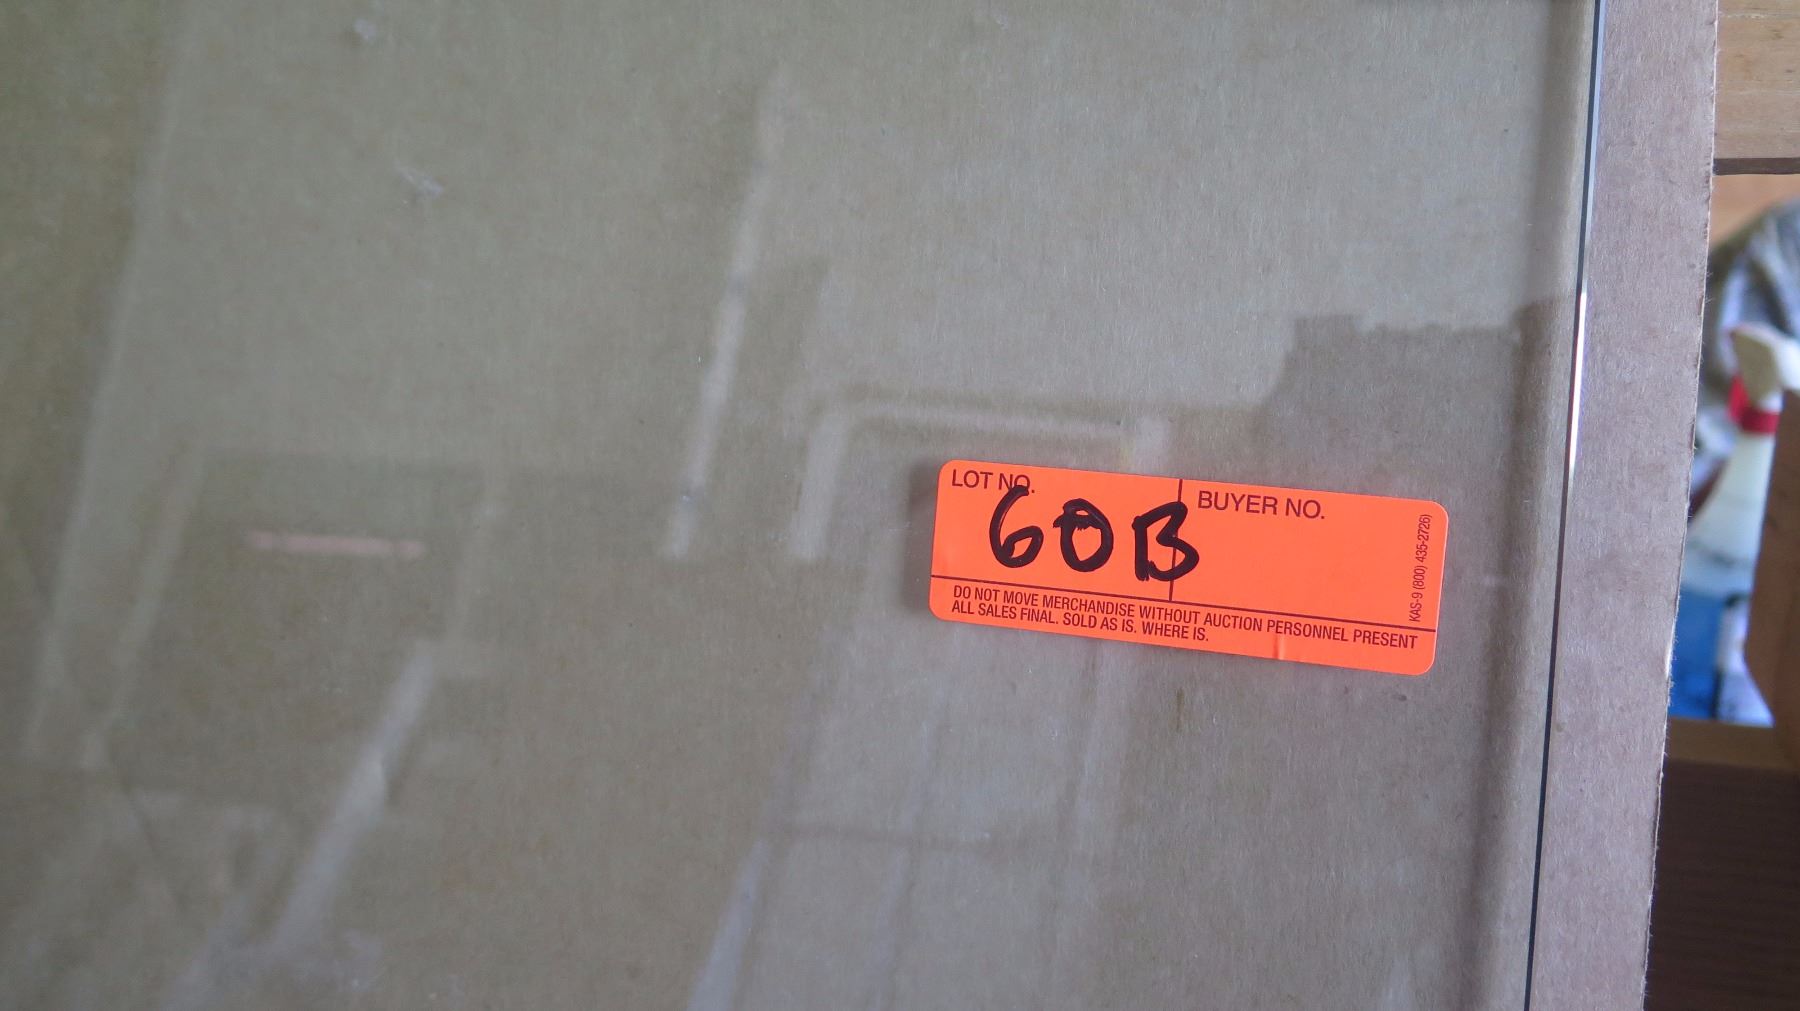 LOT NO.
BUYER NO.
60B
KAS-9 (800) 435-2726)
DO NOT MOVE MERCHANDISE WITHOUT AUCTION PERSONNEL PRESENT
ALL SALES FINAL. SOLD AS IS. WHERE IS.